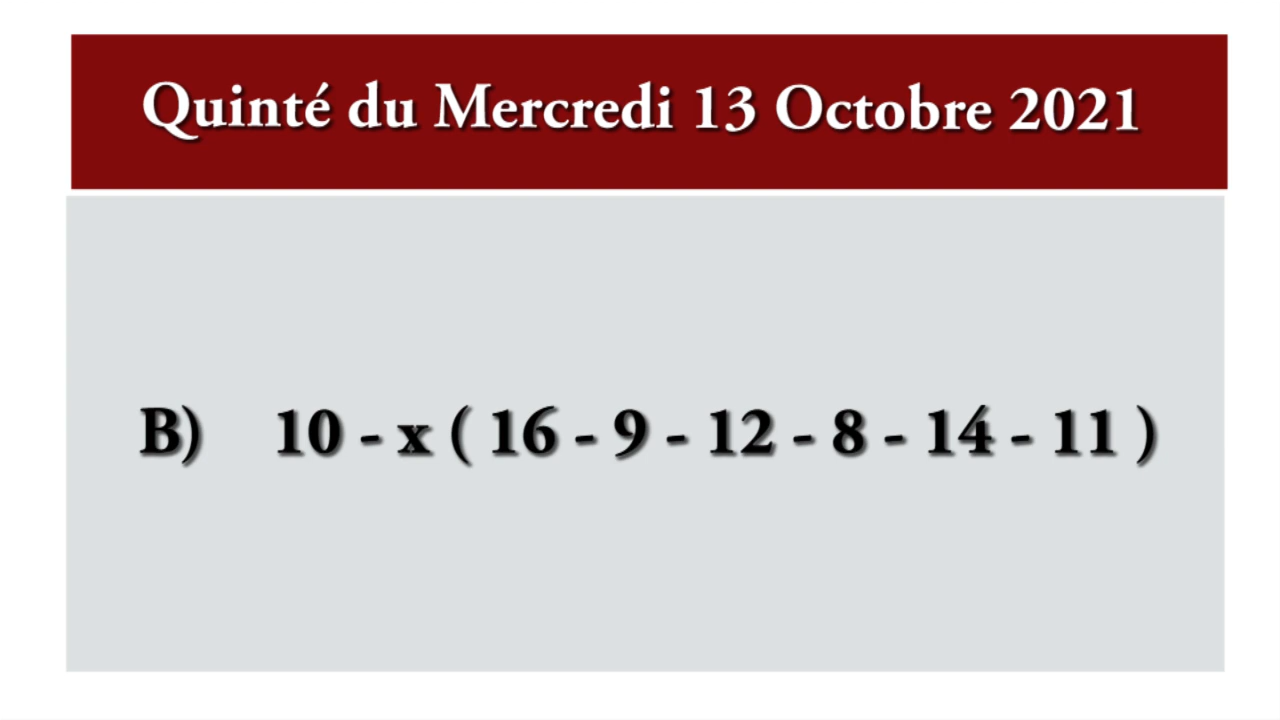 Quinté du Mercredi 13 Octobre 2021
B) 10 - x ( 16 - 9 - 12 - 8 - 14 - 11 )